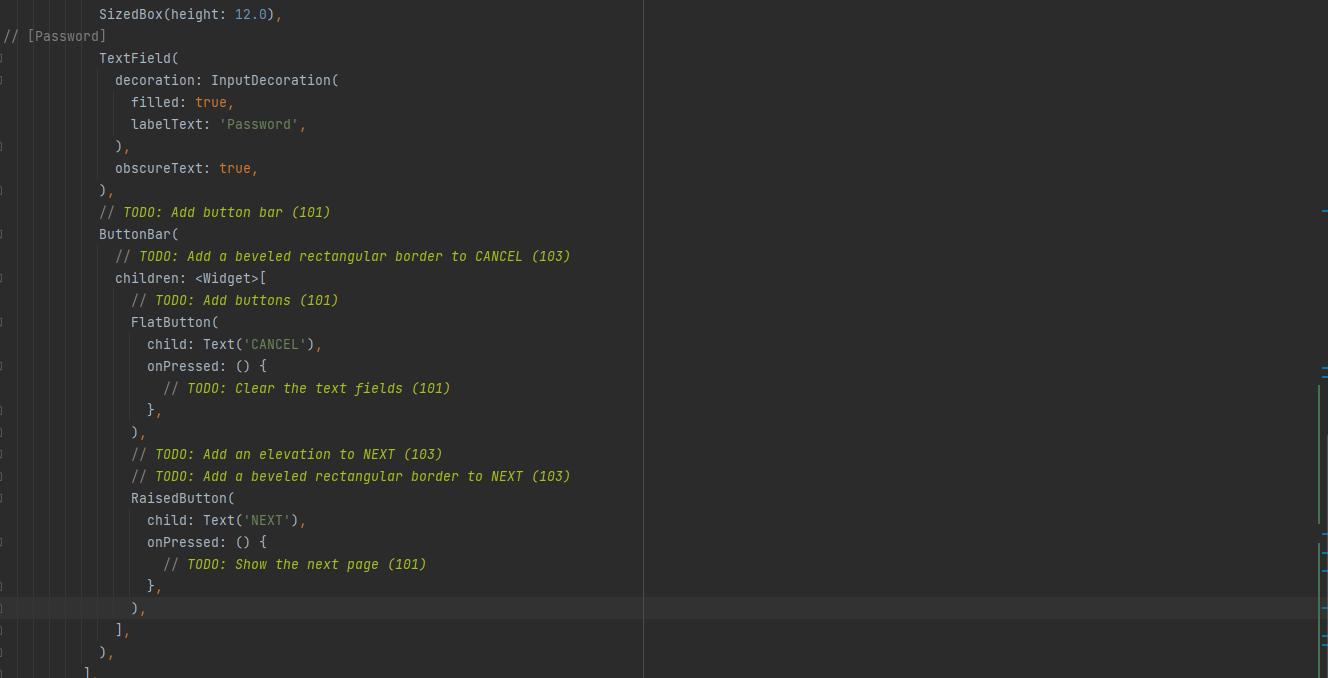 SizedBox(height: 12.0),
// [Password]
            TextField(
              decoration: InputDecoration(
                filled: true,
                labelText: 'Password',
              ),
              obscureText: true,
            ),
            // TODO: Add button bar (101)
            ButtonBar(
              // TODO: Add a beveled rectangular border to CANCEL (103)
              children: <Widget>[
                // TODO: Add buttons (101)
                FlatButton(
                  child: Text('CANCEL'),
                  onPressed: () {
                    // TODO: Clear the text fields (101)
                  },
                ),
                // TODO: Add an elevation to NEXT (103)
                // TODO: Add a beveled rectangular border to NEXT (103)
                RaisedButton(
                  child: Text('NEXT'),
                  onPressed: () {
                    // TODO: Show the next page (101)
                  },
                ),
              ],
            ),
          ],